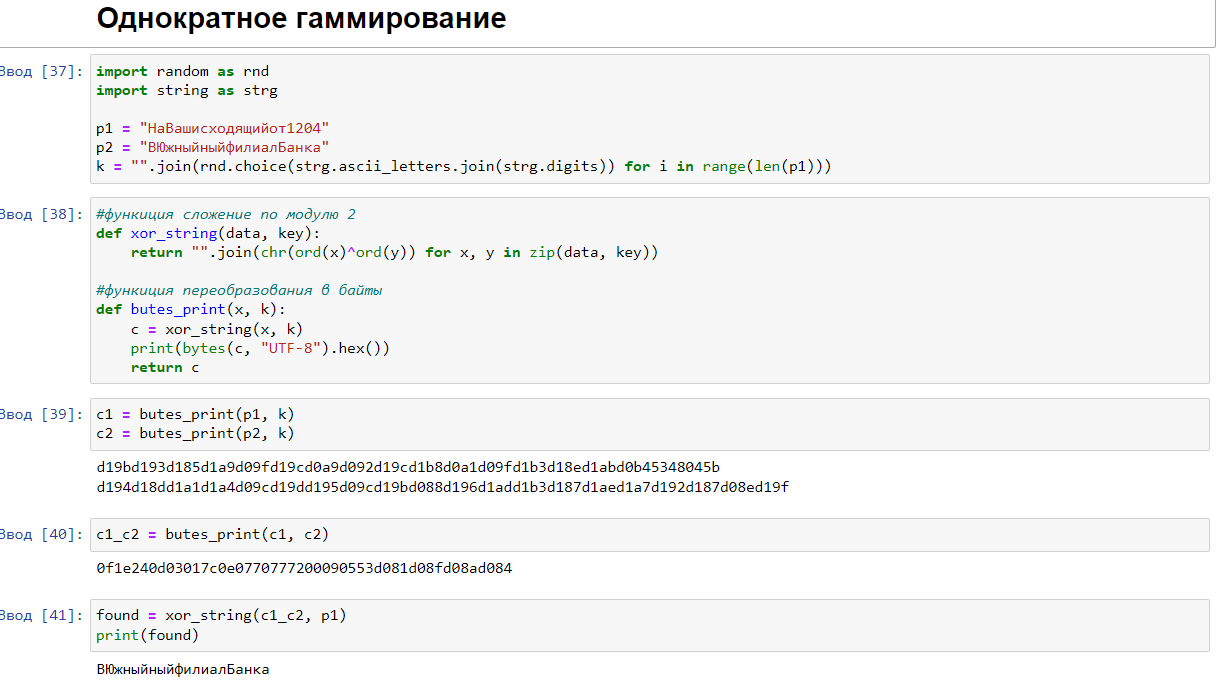 Однократное гаммирование
Ввод [37]:
import random as rnd
import string as strg
p1 = "НаВашисходящийот1204"
p2 = "ВЮжныйныйфилиалБанка"
k = "".join(rnd.choice(strg.ascii_letters.join(strg.digits)) for i in range(len(p1)))
Ввод [38]:
#функиция сложение по модулю 2
def xor_string(data, key):
    return "".join(chr(ord(x)^ord(y)) for x, y in zip(data, key))
#функиция переобразования в байты
def butes_print(x, k):
    c = xor_string(x, k)
    print(bytes(c, "UTF-8").hex())
    return c
Ввод [39]:
c1 = butes_print(p1, k)
c2 = butes_print(p2, k)
d19bd193d185d1a9d09fd19cd0a9d092d19cd1b8d0a1d09fd1b3d18ed1abd0b45348045b
d194d18dd1a1d1a4d09cd19dd195d09cd19bd088d196d1add1b3d187d1aed1a7d192d187d08ed19f
Ввод [40]:
c1_c2 = butes_print(c1, c2)
0f1e240d03017c0e0770777200090553d081d08fd08ad084
Ввод [41]:
found = xor_string(c1_c2, p1)
print(found)
ВЮжныйныйфилиалБанка